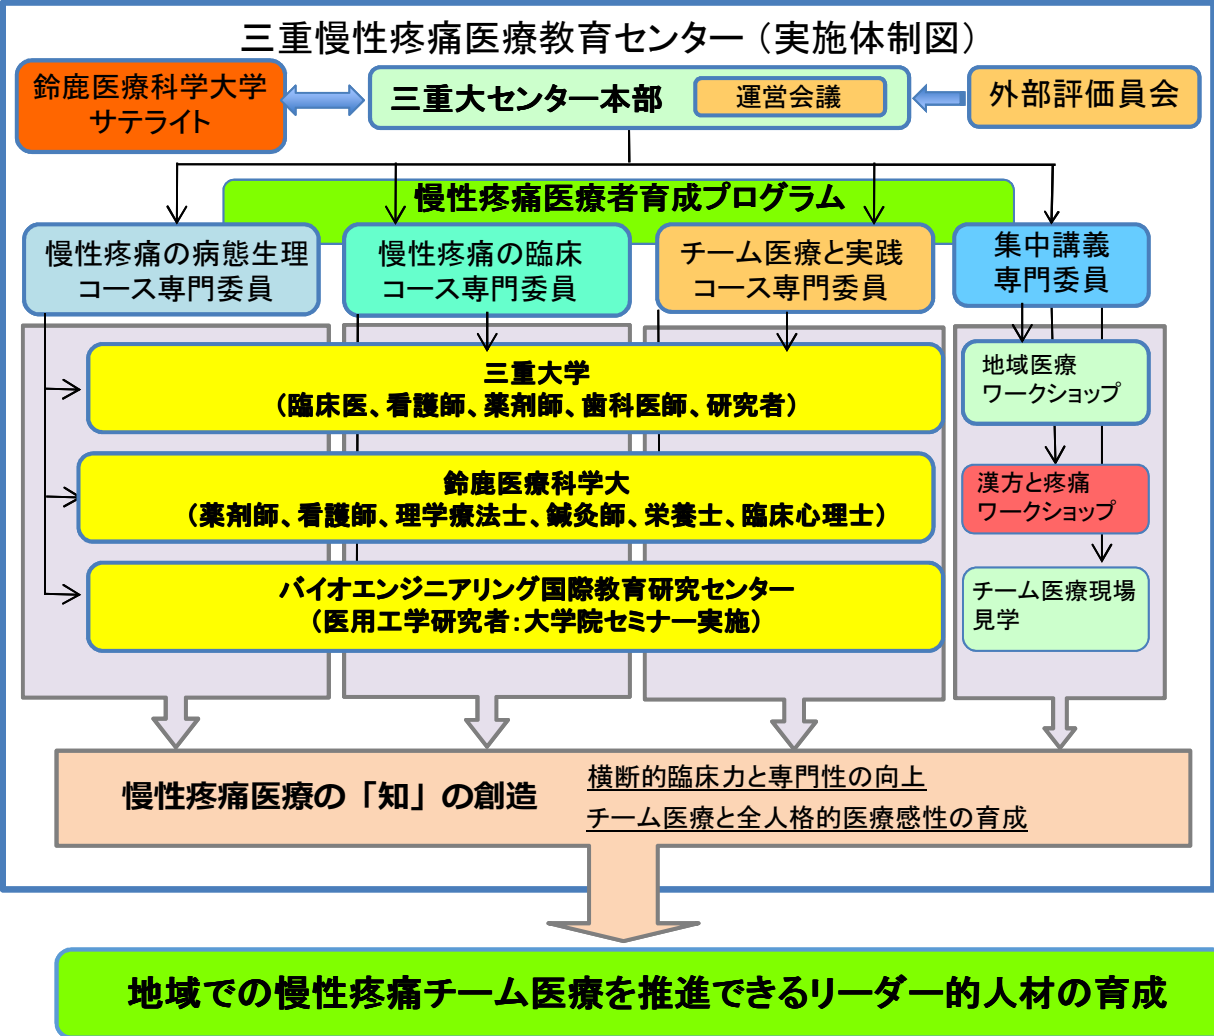 三重慢性疼痛医療教育センター（実施体制図）
鈴鹿医療科学大学
サテライト
三重大センター本部
運営会議
外部評価員会
慢性疼痛医療者育成プログラム
慢性疼痛の病態生理
コース専門委員
慢性疼痛の臨床
コース専門委員
チーム医療と実践
コース専門委員
集中講義
専門委員
三重大学
（臨床医、看護師、薬剤師、歯科医師、研究者）
地域医療
ワークショップ
鈴鹿医療科学大
（薬剤師、看護師、理学療法士、鍼灸師、栄養士、臨床心理士）
漢方と疼痛
ワークショップ
バイオエンジニアリング国際教育研究センター
（医用工学研究者：大学院セミナー実施）
チーム医療現場
見学
慢性疼痛医療の「知」の創造
横断的臨床力と専門性の向上
チーム医療と全人格的医療感性の育成
地域での慢性疼痛チーム医療を推進できるリーダー的人材の育成